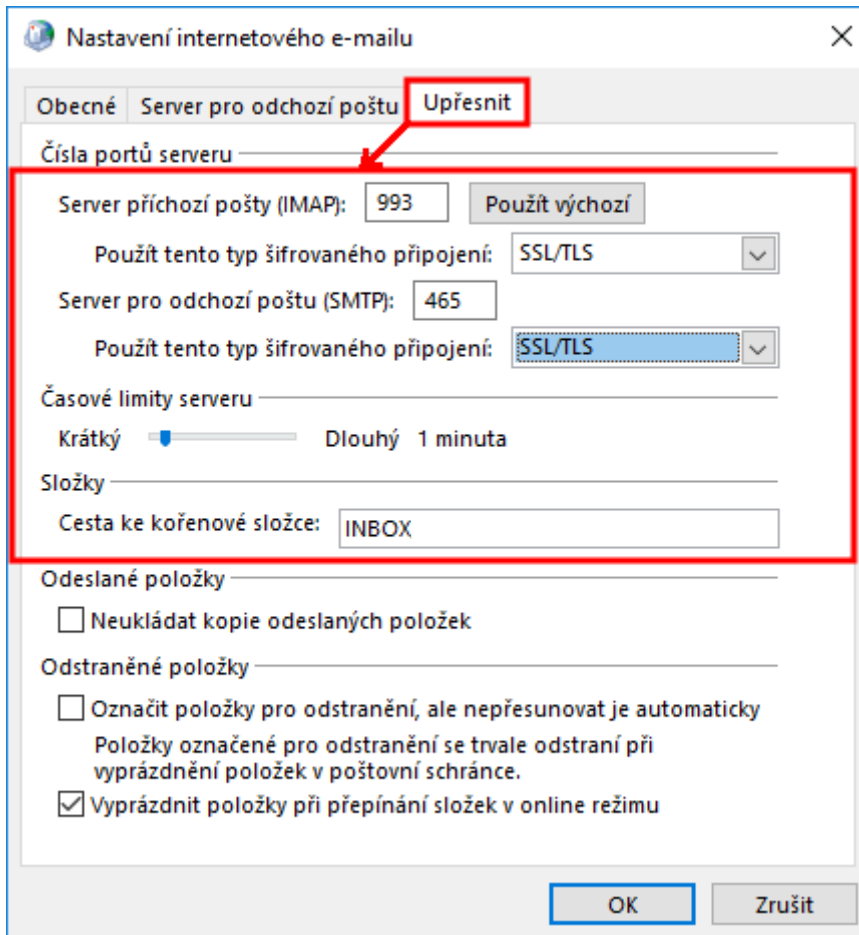 Nastavení internetového e-mailu
Obecné Server pro odchozí poštu Upřesnit
Čísla portů serveru
Server příchozí pošty (IMAP): 993 Použít výchozí
Použít tento typ šifrovaného připojení: SSL/TLS
Server pro odchozí poštu (SMTP): 465
Použít tento typ šifrovaného připojení: SSL/TLS
Časové limity serveru
Krátký Dlouhý 1 minuta
Složky
Cesta ke kořenové složce: INBOX
Odeslané položky
Neukládat kopie odeslaných položek
Odstraněné položky
Označit položky pro odstranění, ale nepřesunovat je automaticky
Položky označené pro odstranění se trvale odstraní při
vyprázdnění položek v poštovní schránce.
Vyprázdnit položky při přepínání složek v online režimu
OK Zrušit